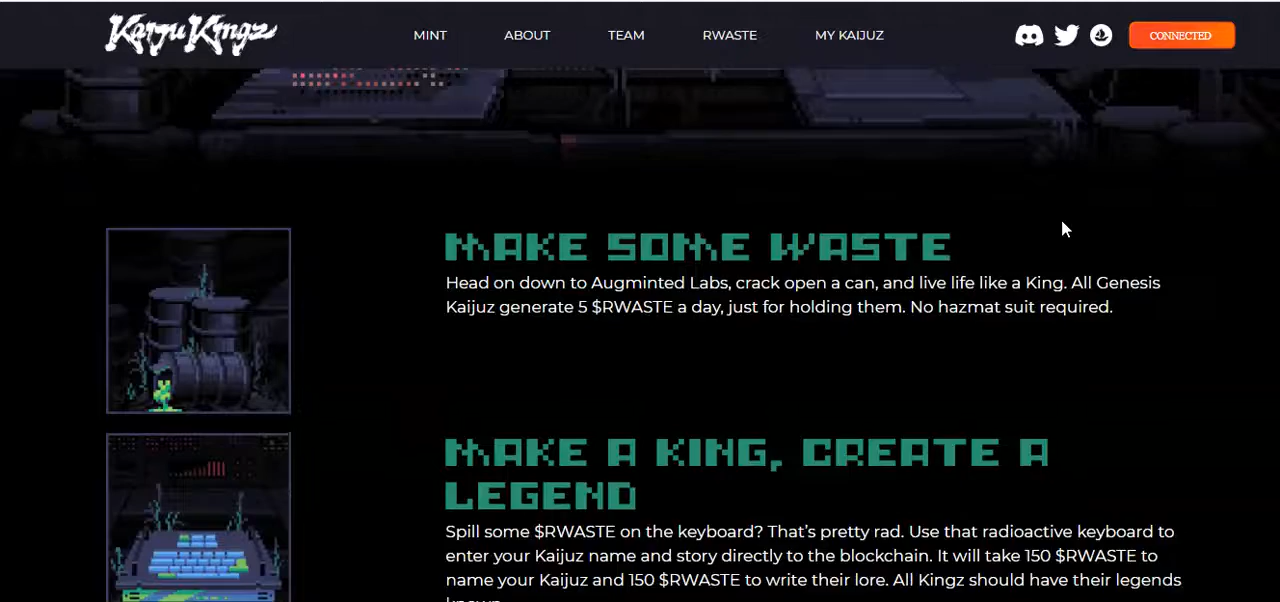 Kaiju Kingz
MINT ABOUT TEAM RWASTE MY KAIJUZ CONNECTED
MAKE SOME WASTE
Head on down to Augminted Labs, crack open a can, and live life like a King. All Genesis
Kaijuz generate 5 $RWASTE a day, just for holding them. No hazmat suit required.
MAKE A KING, CREATE A
LEGEND
Spill some $RWASTE on the keyboard? That’s pretty rad. Use that radioactive keyboard to
enter your Kaijuz name and story directly to the blockchain. It will take 150 $RWASTE to
name your Kaijuz and 150 $RWASTE to write their lore. All Kingz should have their legends
known